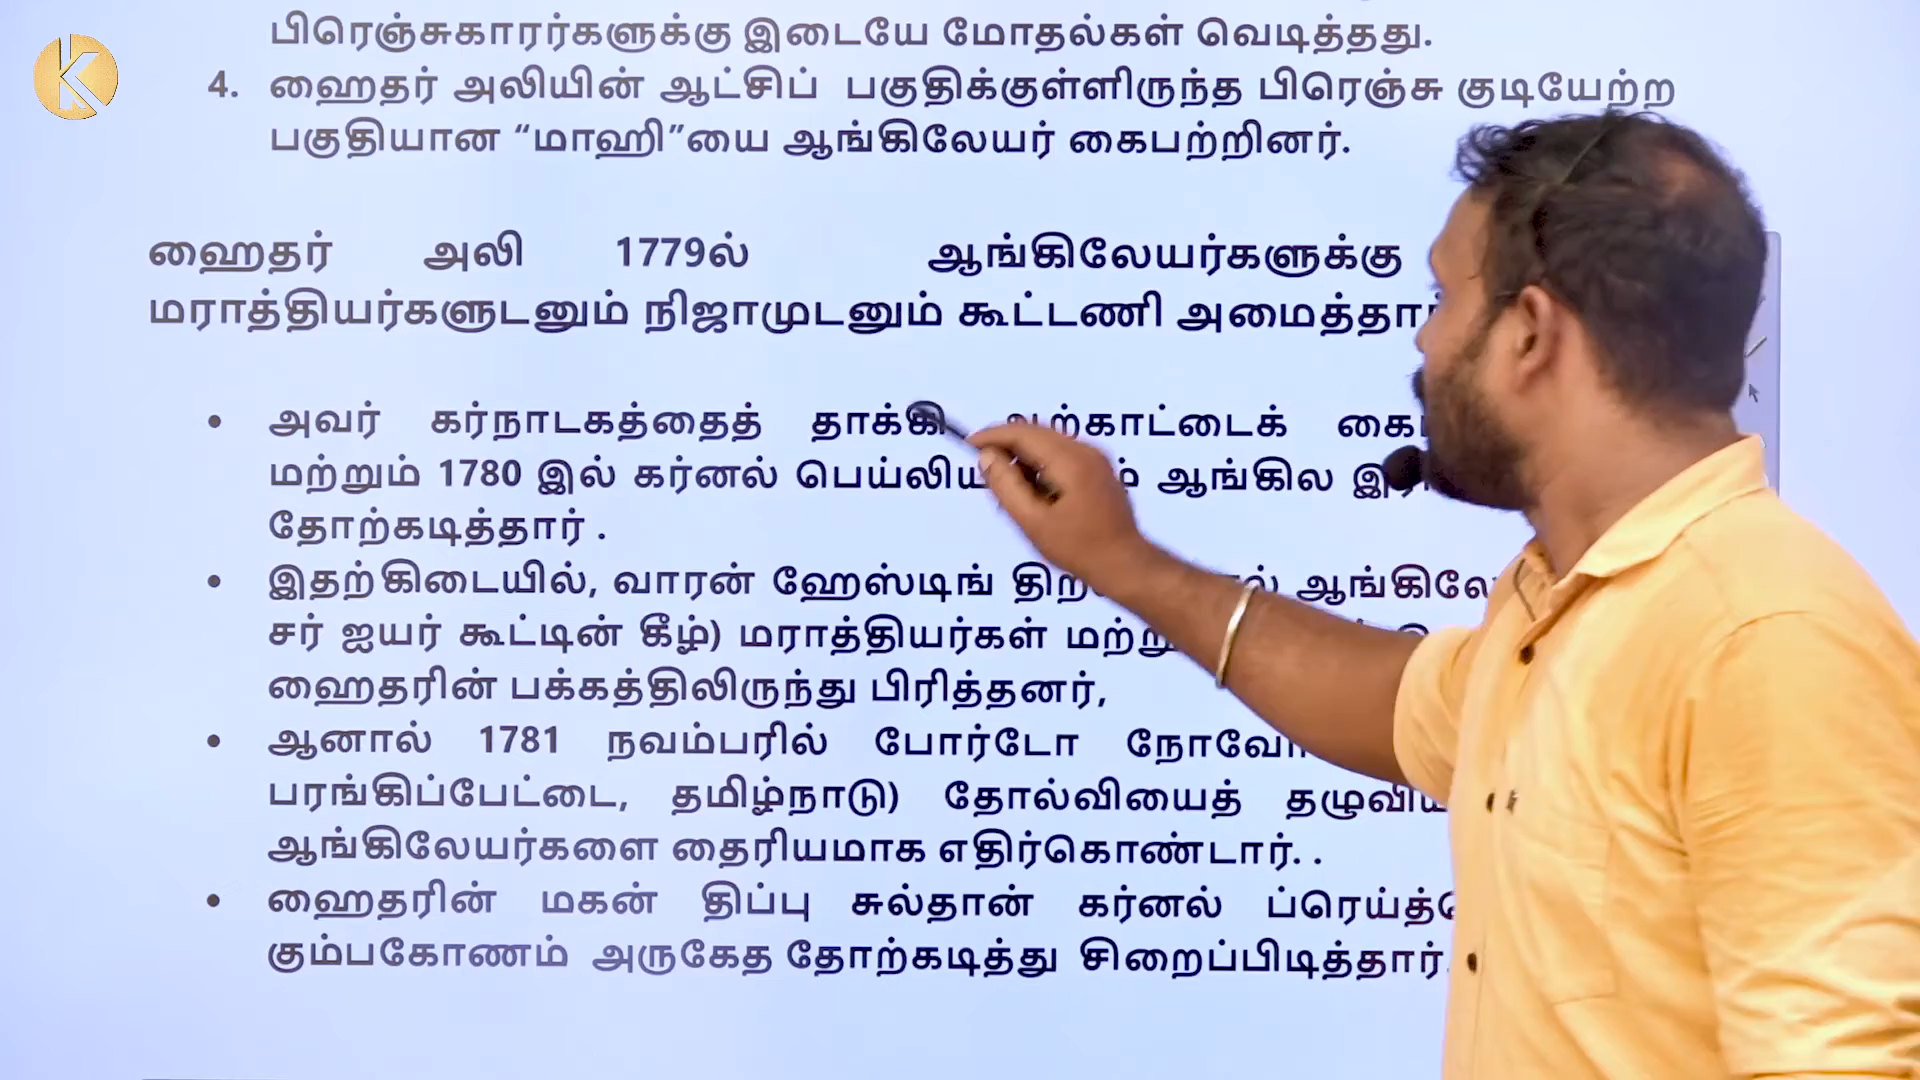 பிரெஞ்சுகாரர்களுக்கு இடையே மோதல்கள் வெடித்தது.
4. ஹைதர் அலியின் ஆட்சிப் பகுதிக்குள்ளிருந்த பிரெஞ்சு குடியேற்ற
பகுதியான “மாஹி”யை ஆங்கிலேயர் கைபற்றினர்.
ஹைதர் அலி 1779ல் ஆங்கிலேயர்களுக்கு
மராத்தியர்களுடனும் நிஜாமுடனும் கூட்டணி
• அவர் கர்நாடகத்தைத் தாக்கி ஆற்காட்டைக்
மற்றும் 1780 இல் கர்னல் ஆங்கில
தோற்கடித்தார் .
• இதற்கிடையில், வாரன் ஹேஸ்டிங்
சர் ஐயர் கூட்டின் கீழ்) மராத்தியர்கள்
ஹைதரின் பக்கத்திலிருந்து பிரித்தனர்,
• ஆனால் 1781 நவம்பரில் போர்டோ
பரங்கிப்பேட்டை, தமிழ்நாடு) தோல்வியைத்
ஆங்கிலேயர்களை தைரியமாக எதிர்கொண்டார். .
• ஹைதரின் மகன் திப்பு சுல்தான் கர்னல்
கும்பகோணம் அருகேத தோற்கடித்து சிறைப்பிடித்தார்.